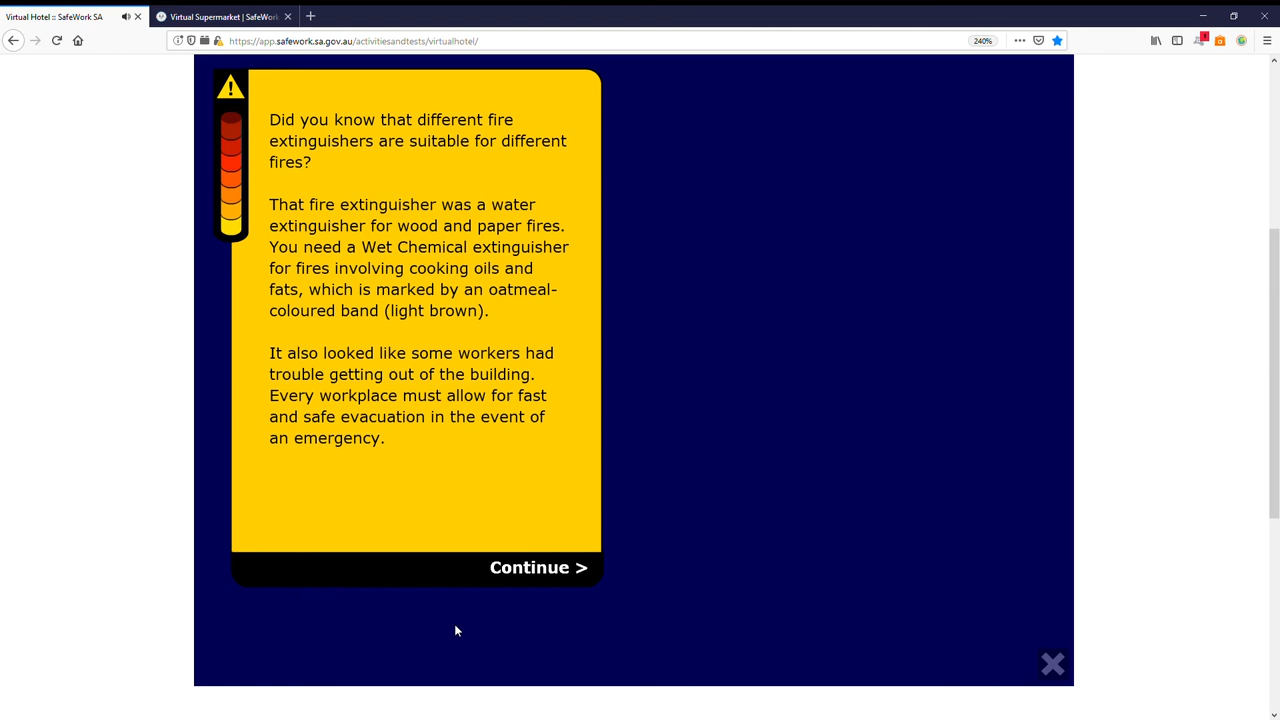 Virtual Hotel :: SafeWork SA
Virtual Supermarket | SafeWork
https://app.safework.sa.gov.au/activitiesandtests/virtualhotel/
240%
Did you know that different fire
extinguishers are suitable for different
fires?
That fire extinguisher was a water
extinguisher for wood and paper fires.
You need a Wet Chemical extinguisher
for fires involving cooking oils and
fats, which is marked by an oatmeal-
coloured band (light brown).
It also looked like some workers had
trouble getting out of the building.
Every workplace must allow for fast
and safe evacuation in the event of
an emergency.
Continue >